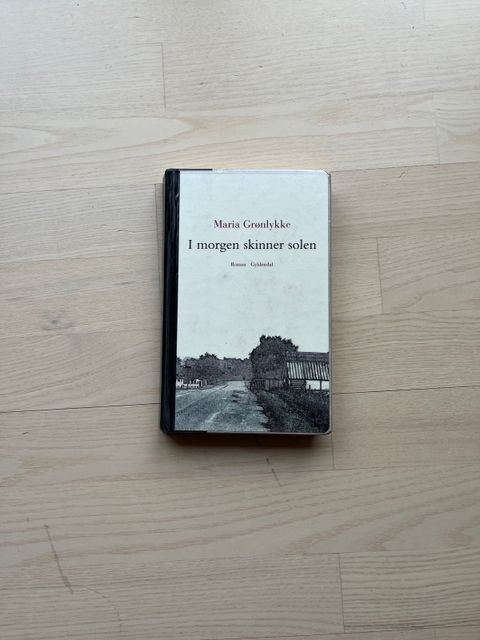 Maria Grønlykke
I morgen skinner solen
Roman Gyldendal